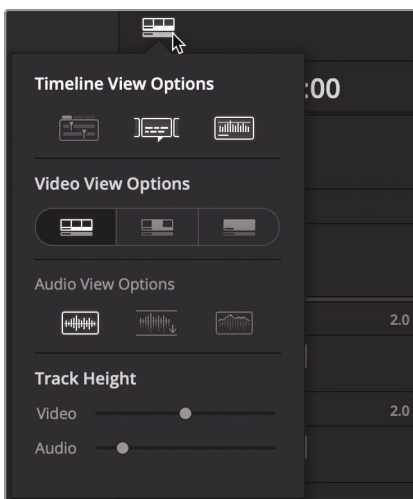 :00
Timeline View Options
Video View Options
Audio View Options
2.0
Track Height
Video
2.0
Audio